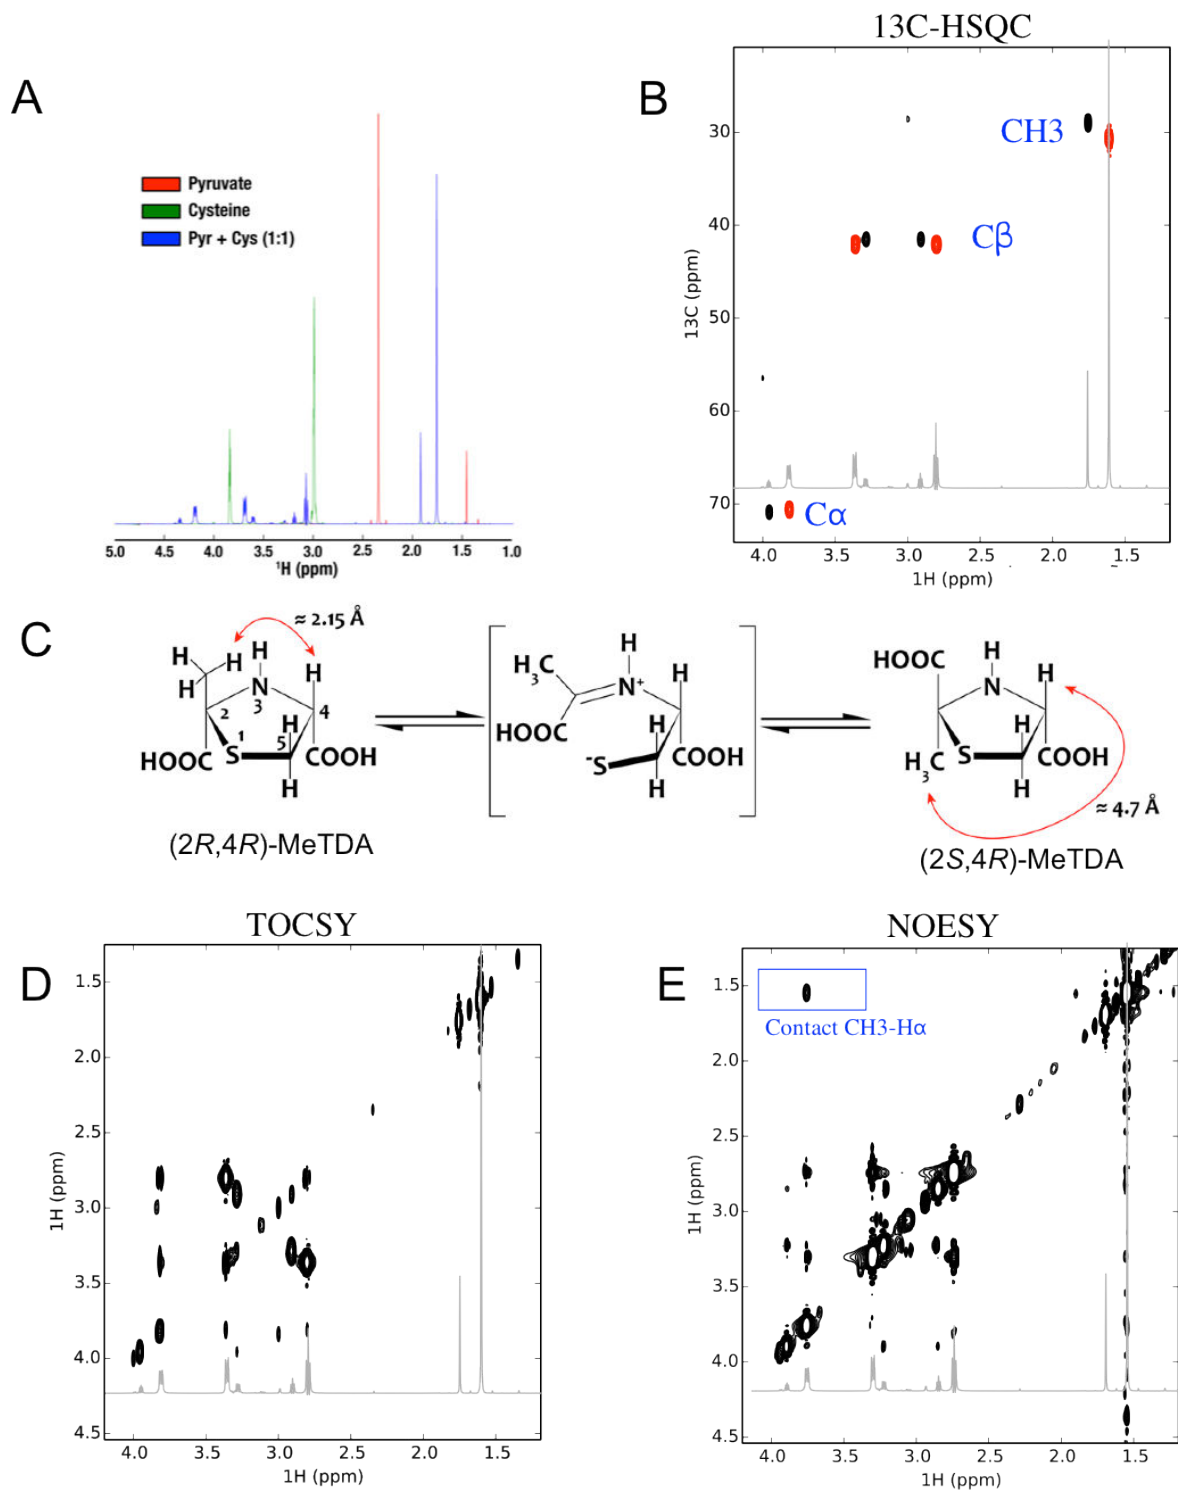 A
Pyruvate
Cysteine
Pyr + Cys (1:1)
5.0 4.5 4.0 3.5 3.0 2.5 2.0 1.5 1.0
¹H (ppm)
13C-HSQC
B
30
40
50
60
70
13C (ppm)
CH3
Cβ
Cα
4.0 3.5 3.0 2.5 2.0 1.5
1H (ppm)
C
≈ 2.15 Å
H H H H
H N
2 3 4
S 1 5 H
HOOC COOH
H
(2R,4R)-MeTDA
H
H₃C N⁺
HOOC H
⁻S COOH
H
HOOC H
N H
H₃C S COOH
H
H
≈ 4.7 Å
(2S,4R)-MeTDA
TOCSY
D
1.5
2.0
2.5
3.0
3.5
4.0
4.5
1H (ppm)
4.0 3.5 3.0 2.5 2.0 1.5
1H (ppm)
NOESY
E
Contact CH3-Hα
1.5
2.0
2.5
3.0
3.5
4.0
4.5
1H (ppm)
4.0 3.5 3.0 2.5 2.0 1.5
1H (ppm)